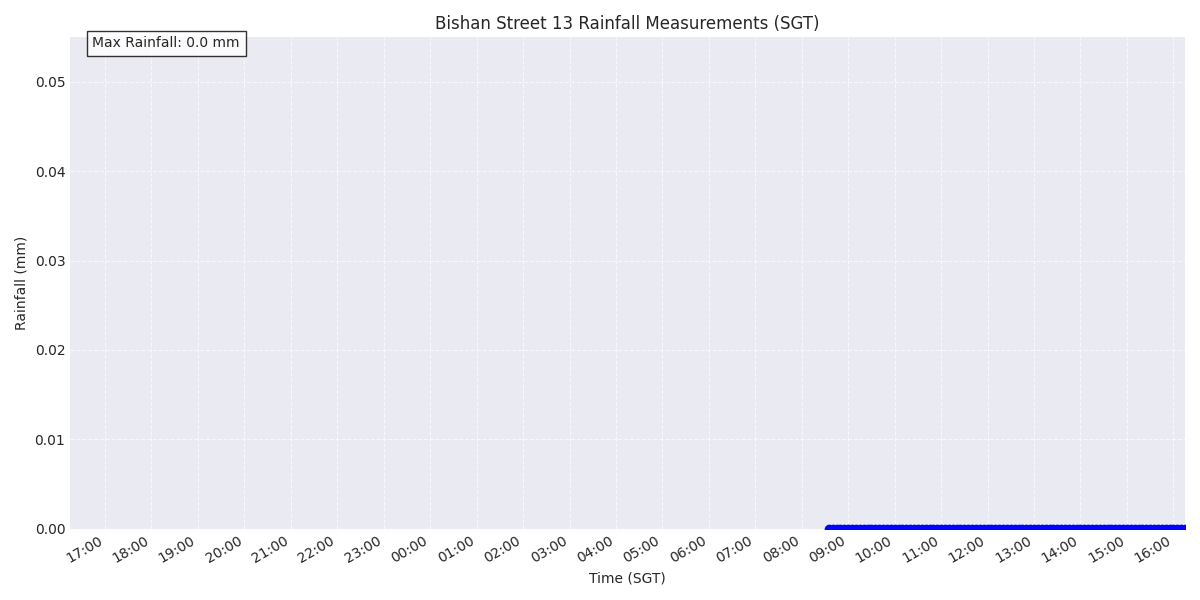 Bishan Street 13 Rainfall Measurements (SGT)
Max Rainfall: 0.0 mm
Rainfall (mm)
0.05
0.04
0.03
0.02
0.01
0.00
17:00 18:00 19:00 20:00 21:00 22:00 23:00 00:00 01:00 02:00 03:00 04:00 05:00 06:00 07:00 08:00 09:00 10:00 11:00 12:00 13:00 14:00 15:00 16:00
Time (SGT)